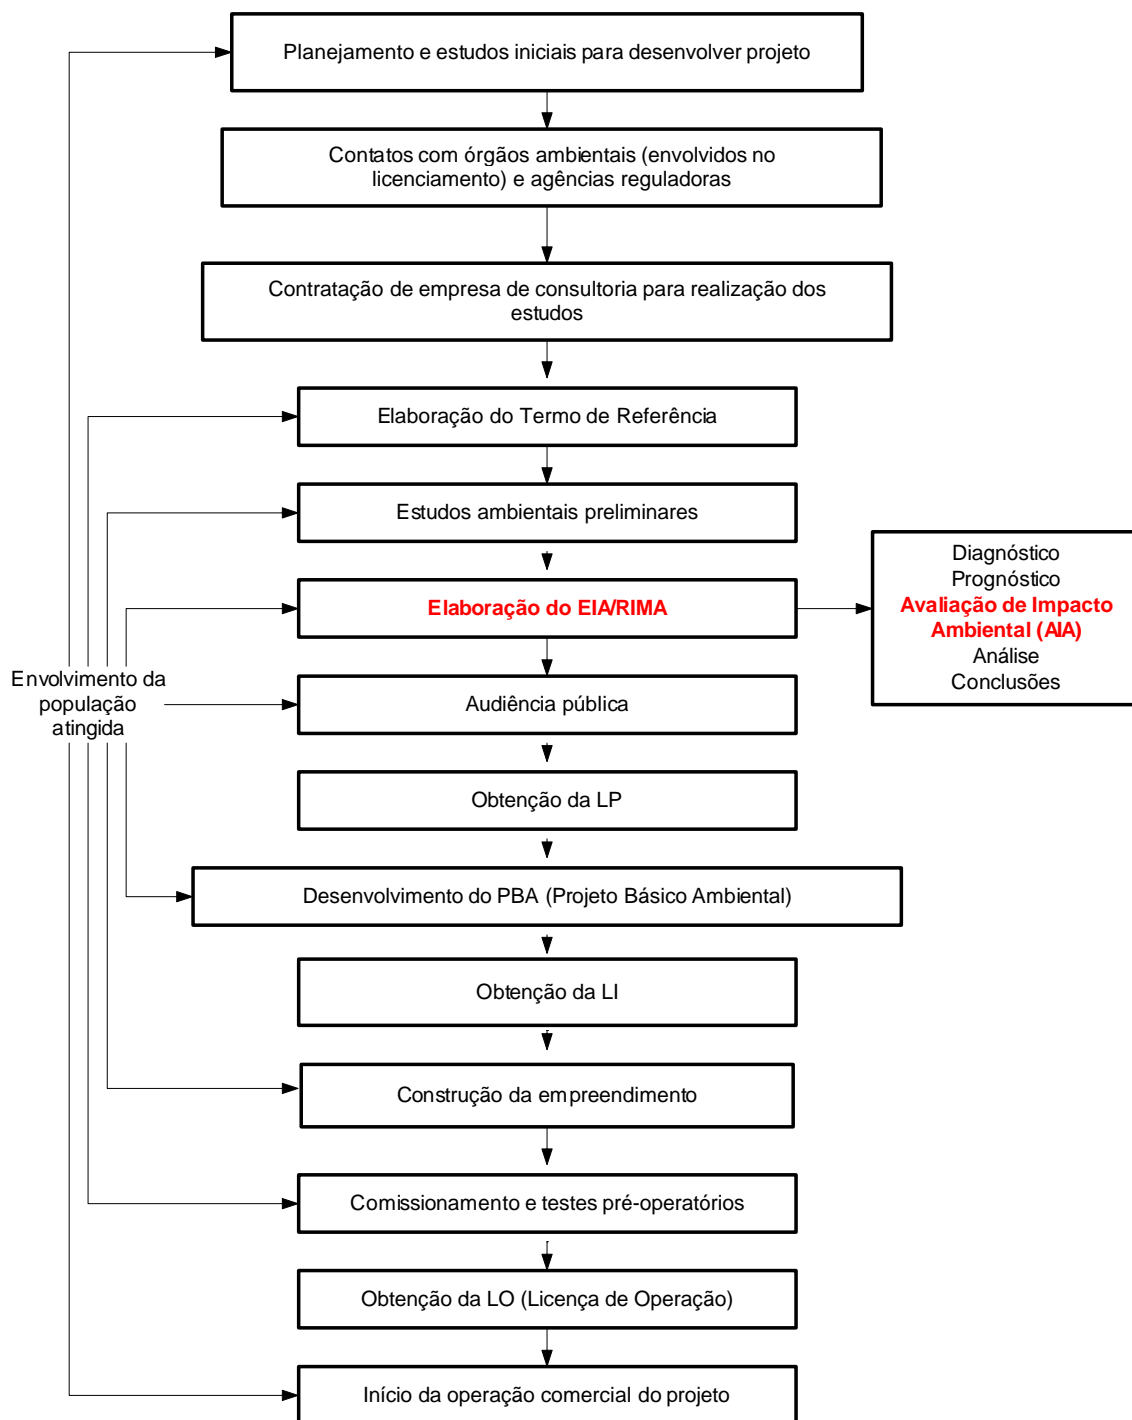 Planejamento e estudos iniciais para desenvolver projeto
Contatos com órgãos ambientais (envolvidos no
licenciamento) e agências reguladoras
Contratação de empresa de consultoria para realização dos
estudos
Elaboração do Termo de Referência
Estudos ambientais preliminares
Elaboração do EIA/RIMA
Diagnóstico
Prognóstico
Avaliação de Impacto
Ambiental (AIA)
Análise
Conclusões
Envolvimento da
população
atingida
Audiência pública
Obtenção da LP
Desenvolvimento do PBA (Projeto Básico Ambiental)
Obtenção da LI
Construção da empreendimento
Comissionamento e testes pré-operatórios
Obtenção da LO (Licença de Operação)
Início da operação comercial do projeto